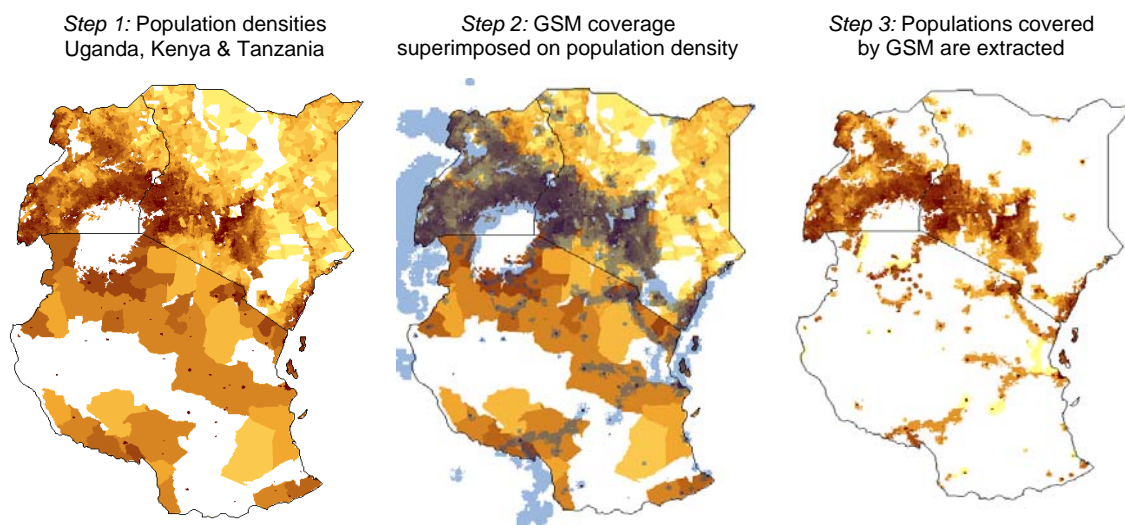 Step 1: Population densities
Uganda, Kenya & Tanzania
Step 2: GSM coverage
superimposed on population density
Step 3: Populations covered
by GSM are extracted